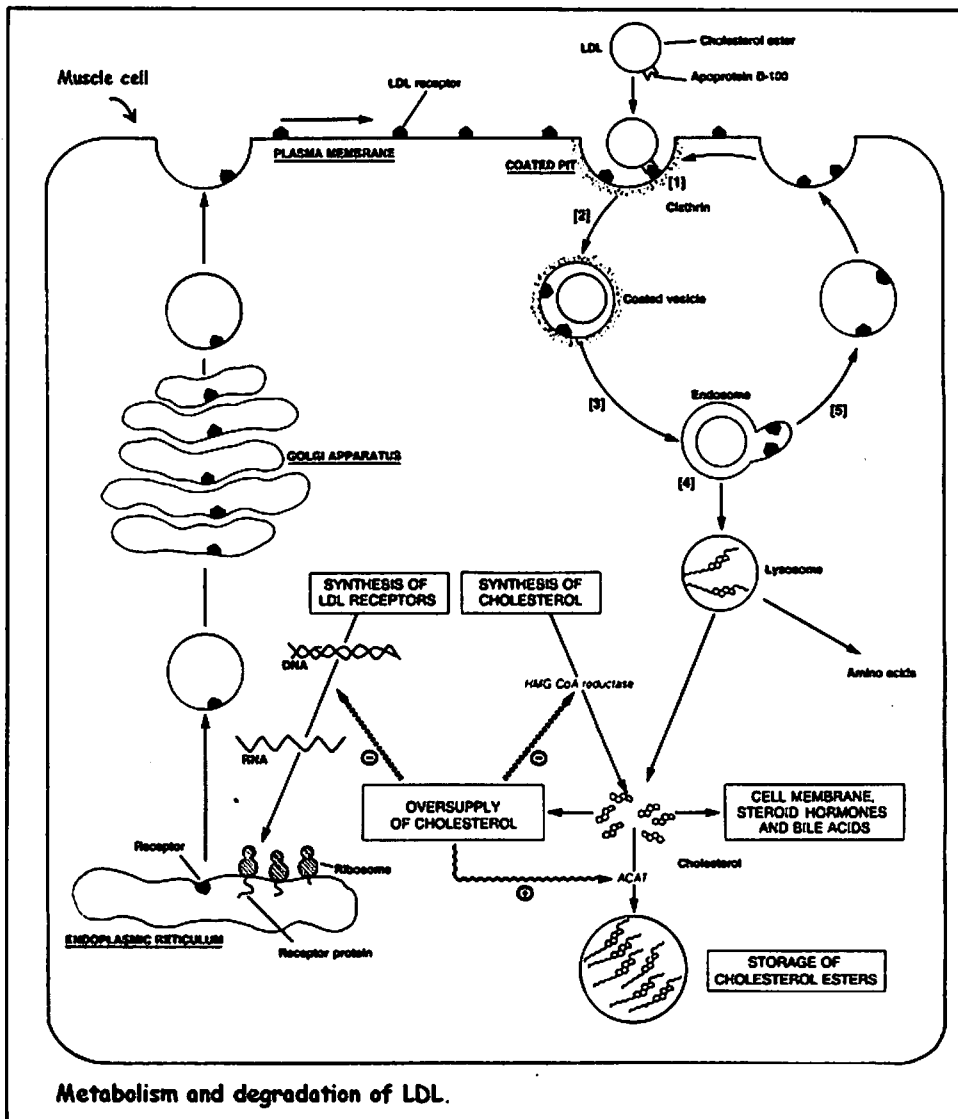 LDL
Cholesterol ester
Apoprotein B-100
Muscle cell
LDL receptor
PLASMA MEMBRANE
COATED PIT
[1]
Clathrin
[2]
Coated vesicle
[3]
Endosome
[4]
[5]
GOLGI APPARATUS
Lysosome
Amino acids
SYNTHESIS OF
LDL RECEPTORS
SYNTHESIS OF
CHOLESTEROL
DNA
HMG CoA reductase
RNA
OVERSUPPLY
OF CHOLESTEROL
CELL MEMBRANE,
STEROID HORMONES
AND BILE ACIDS
Cholesterol
ACAT
Receptor
Ribosome
ENDOPLASMIC RETICULUM
Receptor protein
STORAGE OF
CHOLESTEROL ESTERS
Metabolism and degradation of LDL.